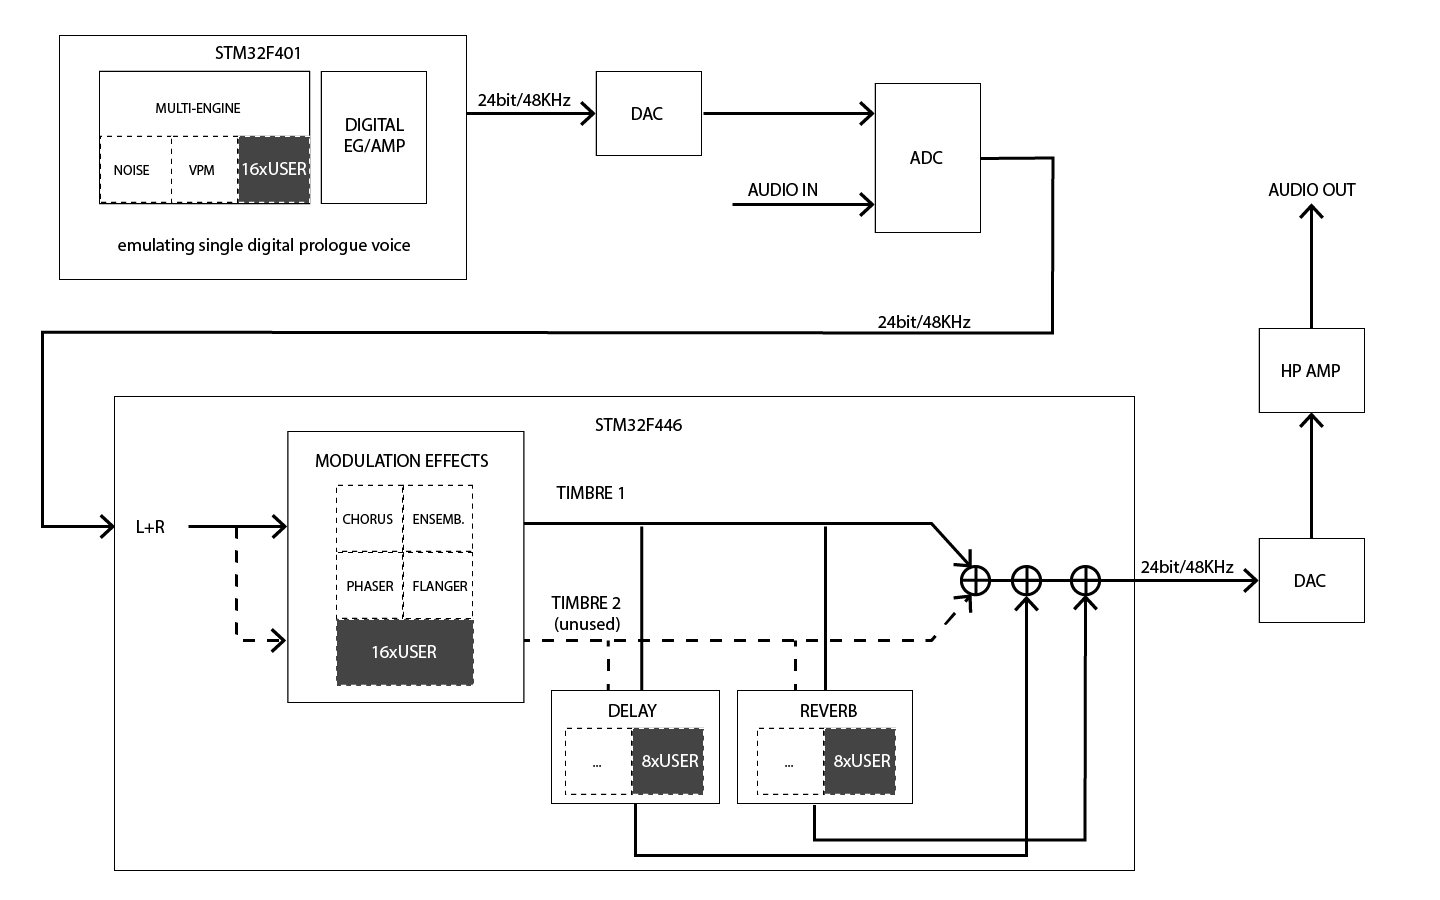 STM32F401
MULTI-ENGINE
NOISE
VPM
16xUSER
DIGITAL
EG/AMP
emulating single digital prologue voice
24bit/48KHz
DAC
AUDIO IN
ADC
24bit/48KHz
STM32F446
L+R
MODULATION EFFECTS
CHORUS
ENSEMB.
PHASER
FLANGER
16xUSER
TIMBRE 1
TIMBRE 2
(unused)
DELAY
...
8xUSER
REVERB
...
8xUSER
24bit/48KHz
DAC
HP AMP
AUDIO OUT